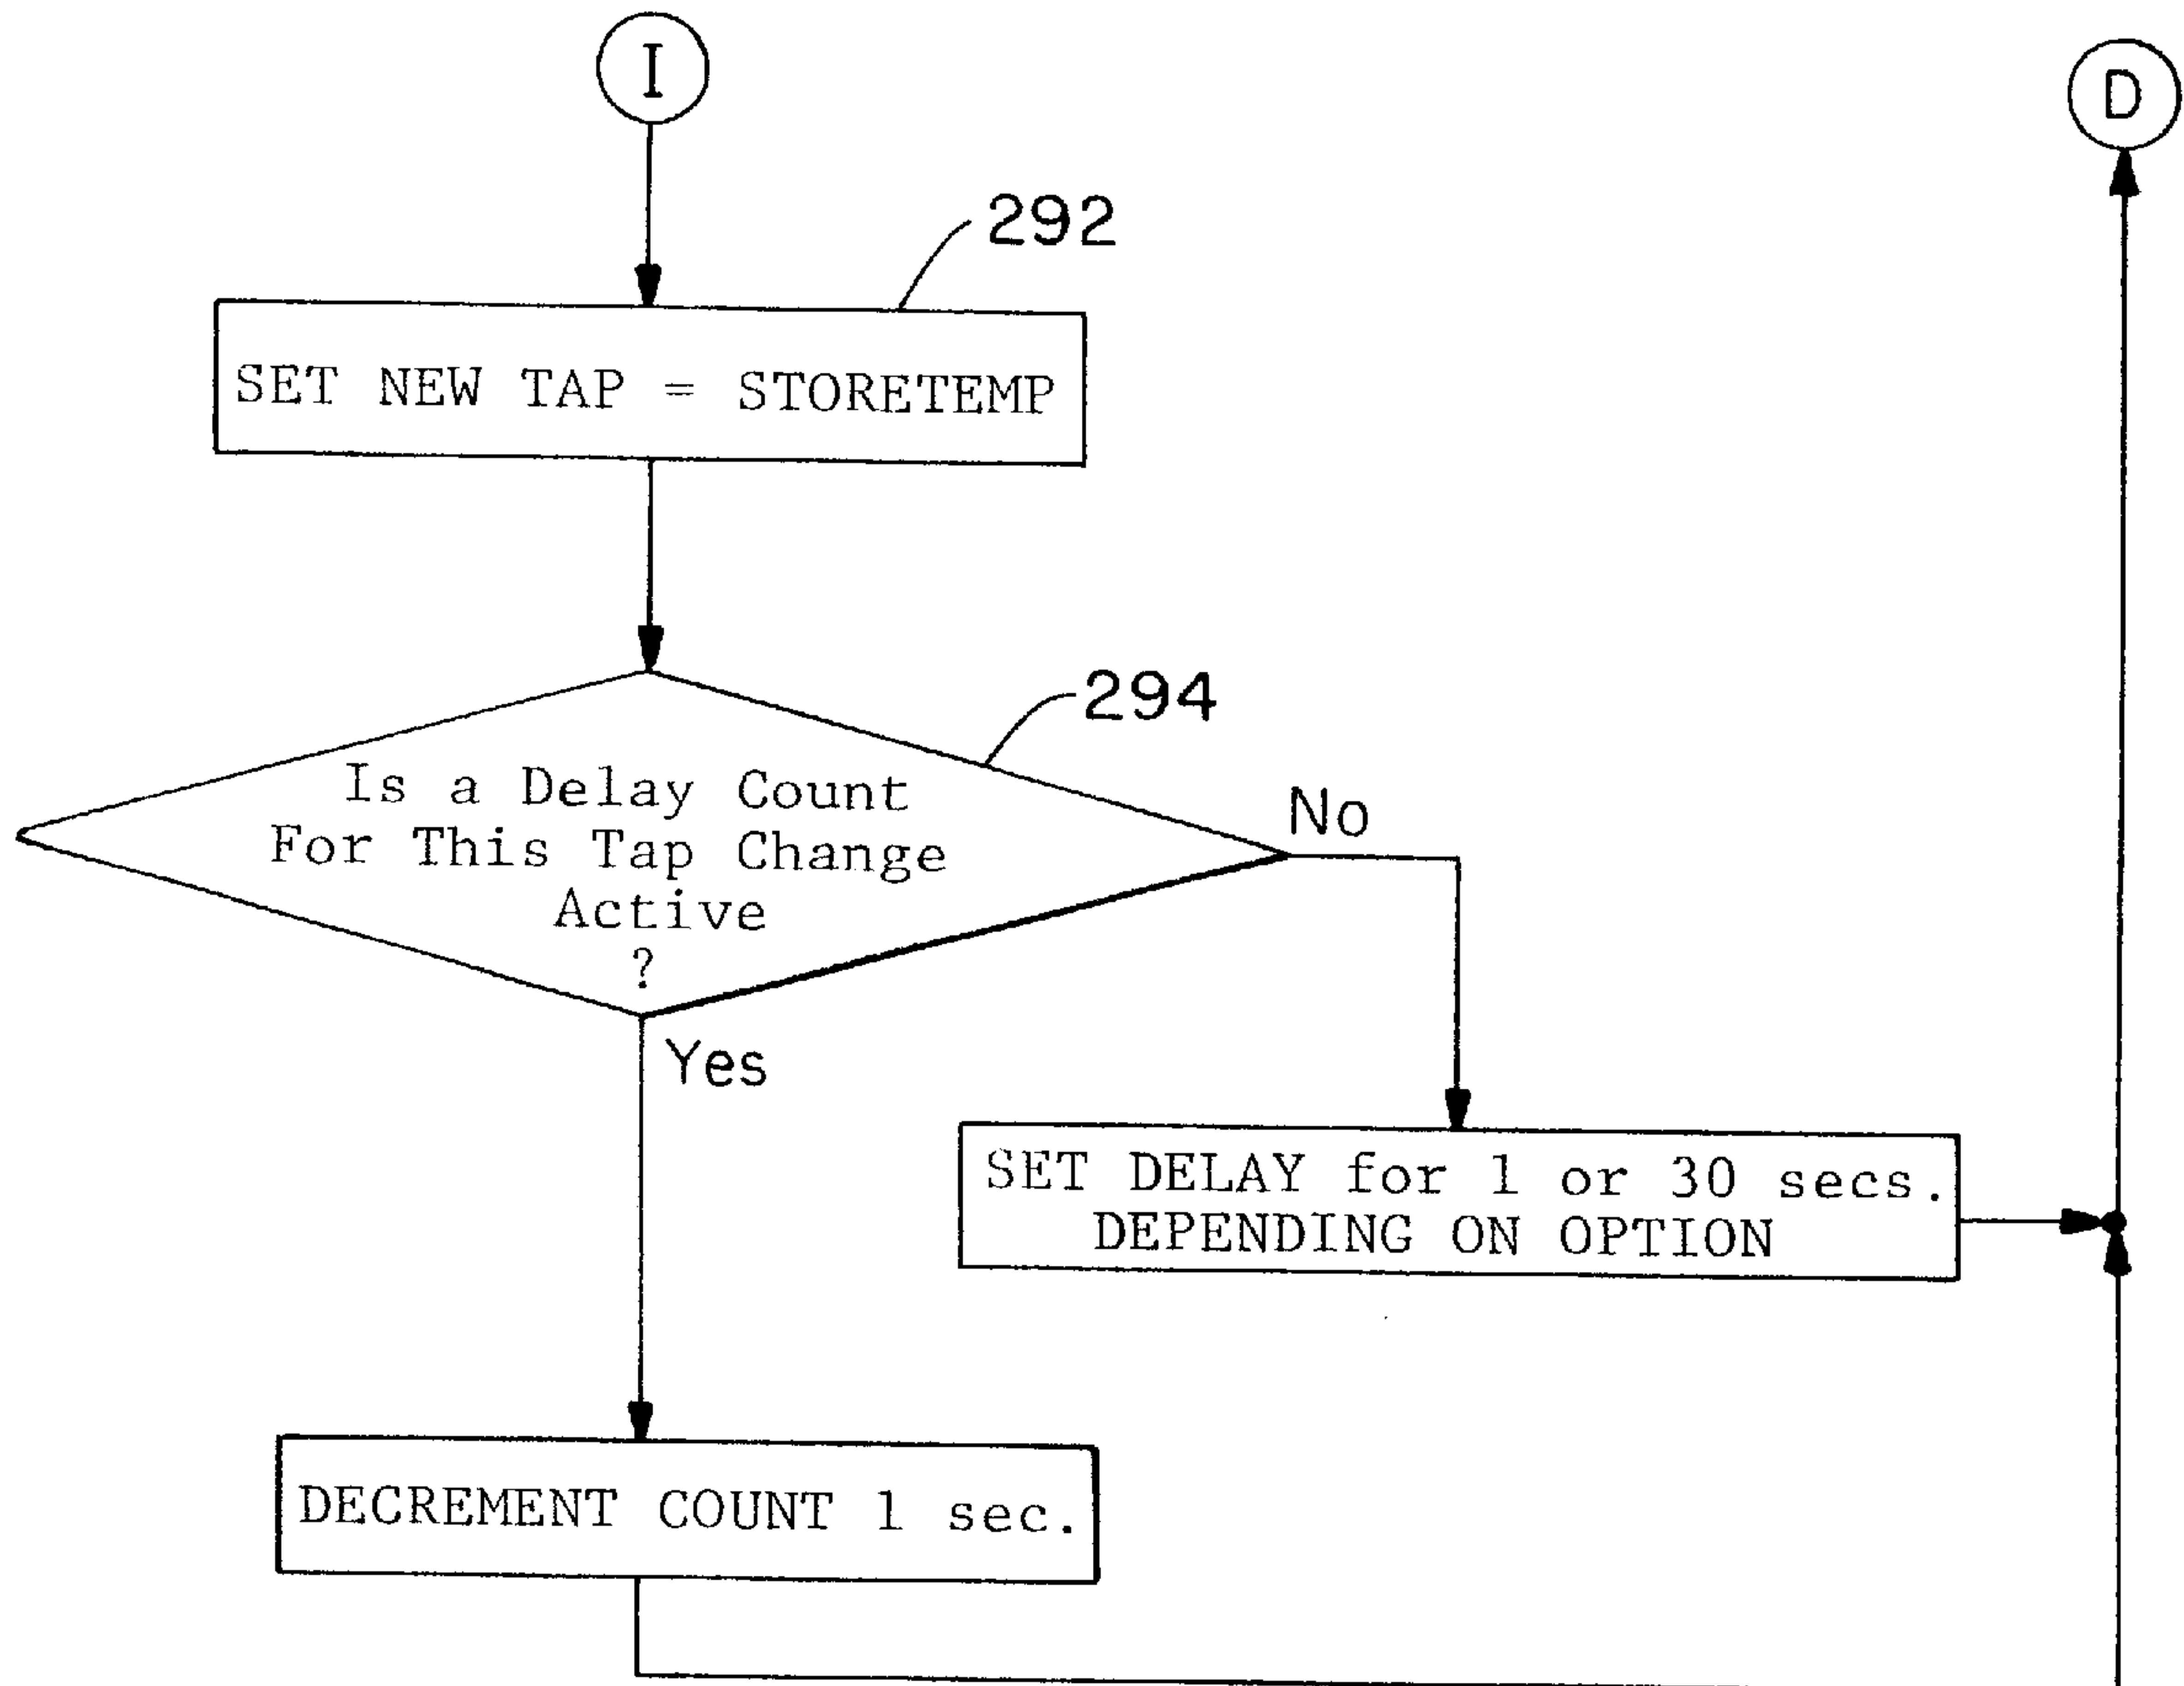 I
D
292
SET NEW TAP = STORETEMP
294
Is a Delay Count
For This Tap Change
Active
?
No
Yes
SET DELAY for 1 or 30 secs.
DEPENDING ON OPTION
DECREMENT COUNT 1 sec.